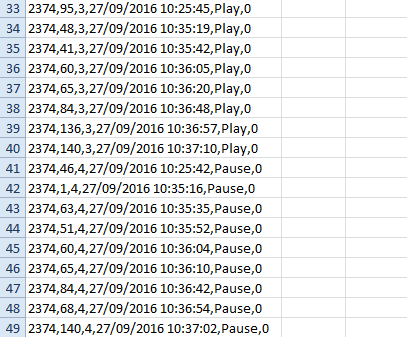 33 2374,95,3,27/09/2016 10:25:45,Play,0
34 2374,48,3,27/09/2016 10:35:19,Play,0
35 2374,41,3,27/09/2016 10:35:42,Play,0
36 2374,60,3,27/09/2016 10:36:05,Play,0
37 2374,65,3,27/09/2016 10:36:20,Play,0
38 2374,84,3,27/09/2016 10:36:48,Play,0
39 2374,136,3,27/09/2016 10:36:57,Play,0
40 2374,140,3,27/09/2016 10:37:10,Play,0
41 2374,46,4,27/09/2016 10:25:42,Pause,0
42 2374,1,4,27/09/2016 10:35:16,Pause,0
43 2374,63,4,27/09/2016 10:35:35,Pause,0
44 2374,51,4,27/09/2016 10:35:52,Pause,0
45 2374,60,4,27/09/2016 10:36:04,Pause,0
46 2374,65,4,27/09/2016 10:36:10,Pause,0
47 2374,84,4,27/09/2016 10:36:42,Pause,0
48 2374,68,4,27/09/2016 10:36:54,Pause,0
49 2374,140,4,27/09/2016 10:37:02,Pause,0